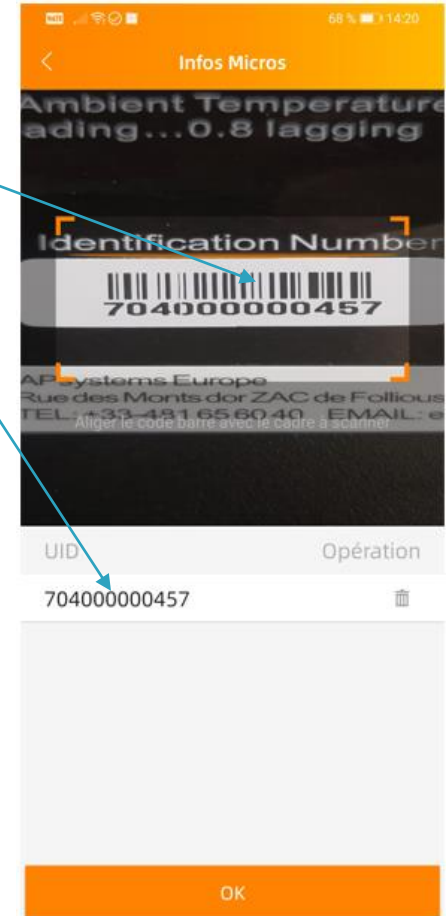 68 % 14:20
Infos Micros
Ambient Temperature
ading...0.8 lagging
Identification Number
704000000457
APsystems Europe
Rue des Monts dor ZAC de Follious
TEL: +33-481 65 60 40 EMAIL: e
Aliger le code barre avec le cadre à scanner
UID Opération
704000000457
OK